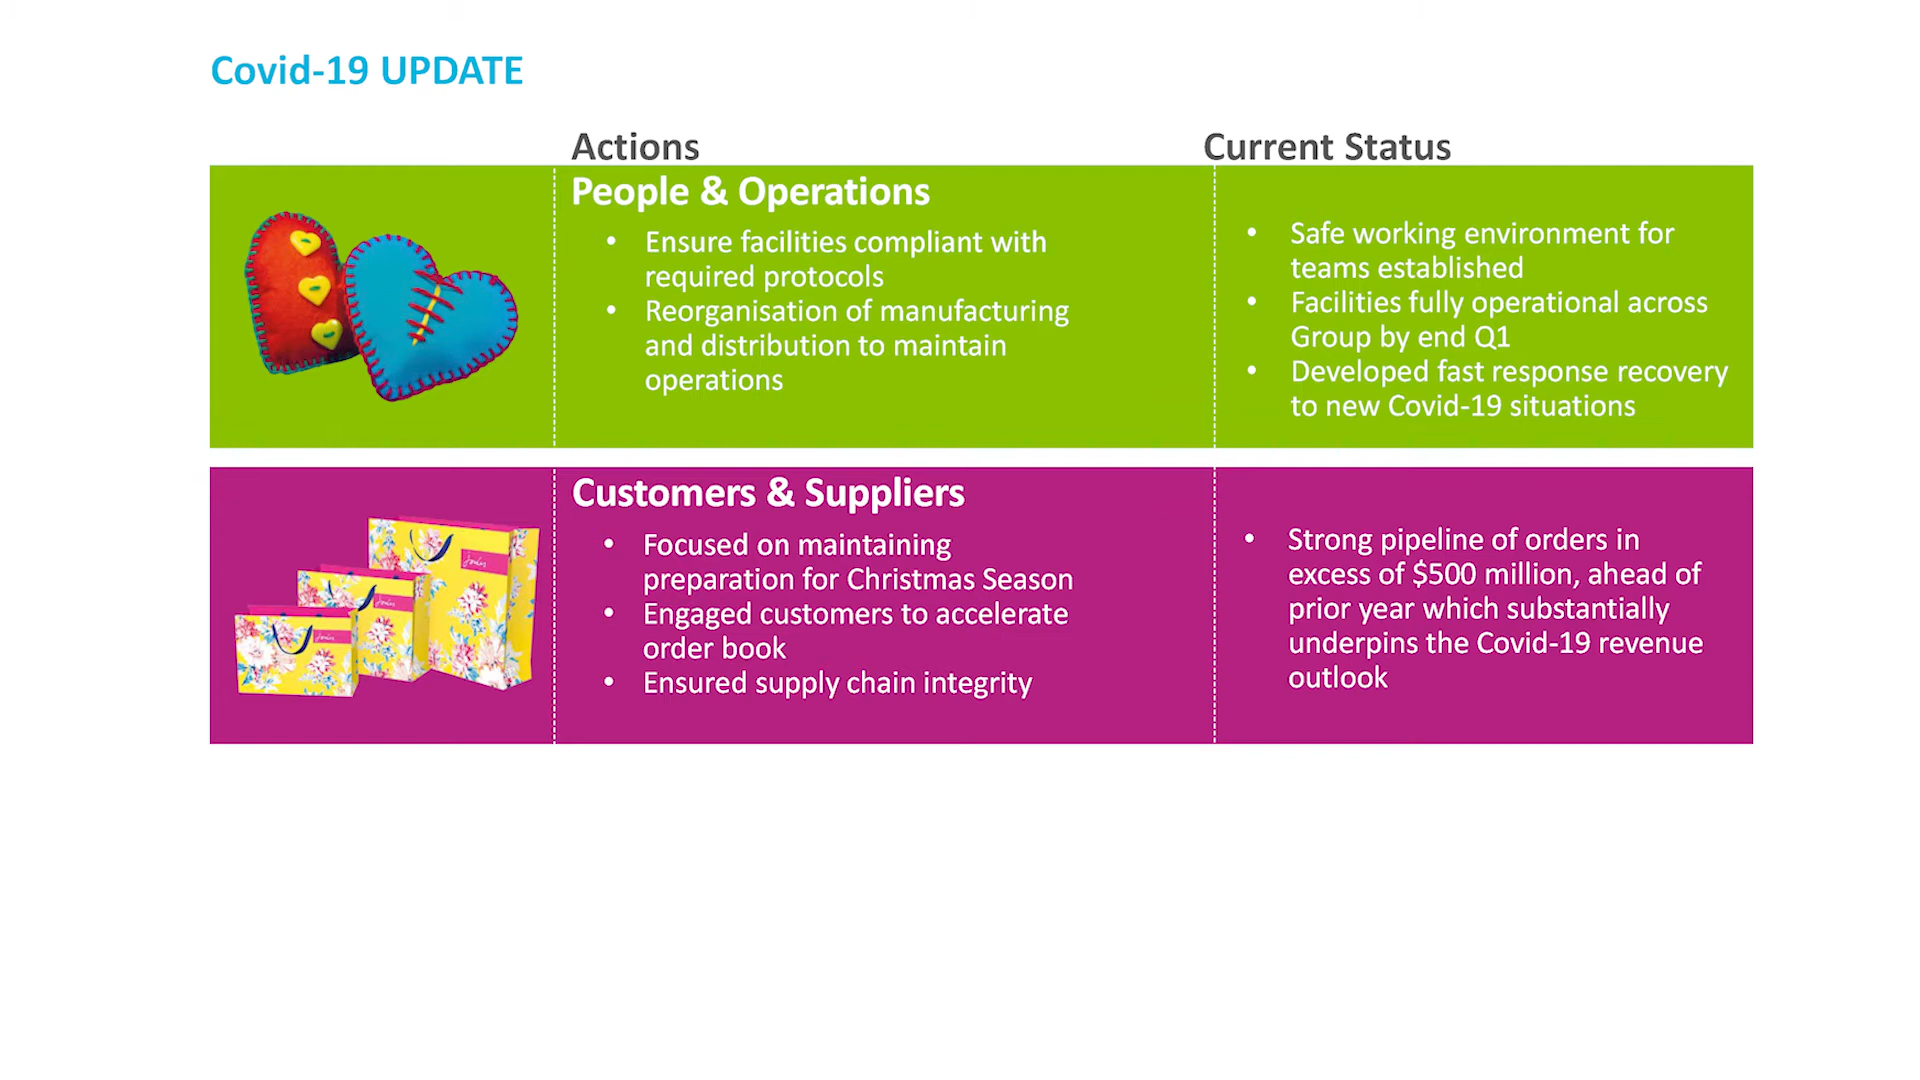 Covid-19 UPDATE
Actions
Current Status
People & Operations
• Ensure facilities compliant with
required protocols
• Reorganisation of manufacturing
and distribution to maintain
operations
• Safe working environment for
teams established
• Facilities fully operational across
Group by end Q1
• Developed fast response recovery
to new Covid-19 situations
Customers & Suppliers
• Focused on maintaining
preparation for Christmas Season
• Engaged customers to accelerate
order book
• Ensured supply chain integrity
• Strong pipeline of orders in
excess of $500 million, ahead of
prior year which substantially
underpins the Covid-19 revenue
outlook
Joules
Joules
Joules